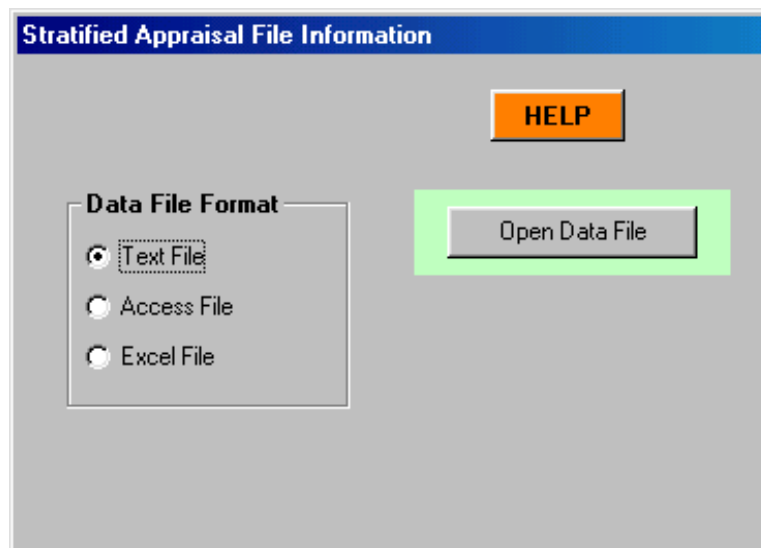 Stratified Appraisal File Information
HELP
Data File Format
Open Data File
Text File
Access File
Excel File